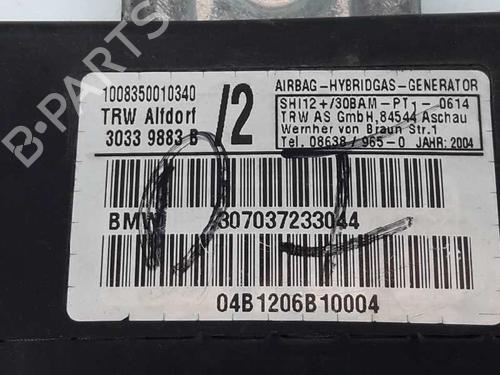 1008350010340
TRW Alfdorf
3033 9883 B
/2
AIRBAG-HYBRIDGAS-GENERATOR
SHI12+/30BAM-PT1-0614
TRW AS GmbH,84544 Aschau
Wernher von Braun Str.1
Tel. 08638/965-0 JAHR: 2004
BMW 307037233044
04B1206B10004
B-PARTS